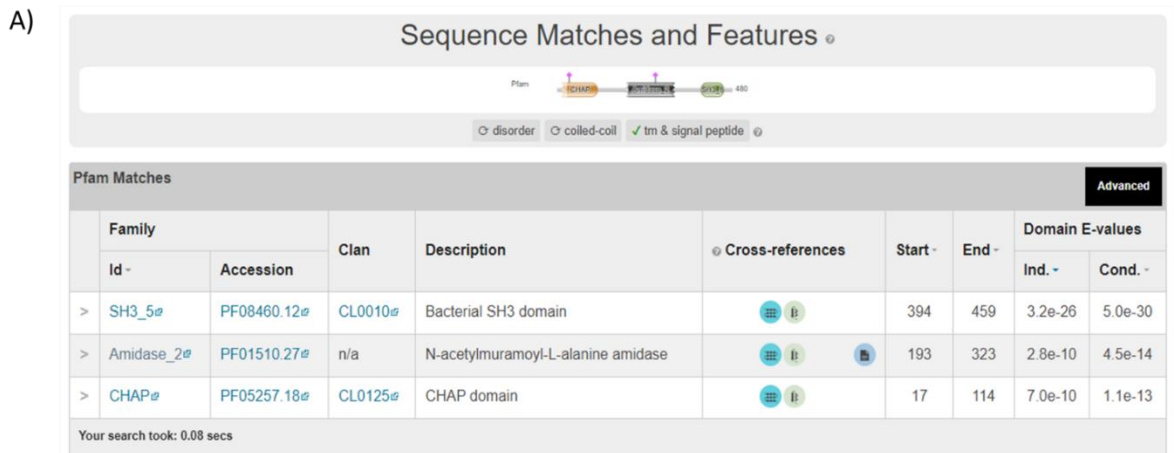 A)
Sequence Matches and Features
Pfam CHAP 480
disorder coiled-coil ✓ tm & signal peptide
Pfam Matches Advanced
Family Clan Description Cross-references Start End Domain E-values
Id Accession Ind. Cond.
> SH3_5 PF08460.12 CL0010 Bacterial SH3 domain 394 459 3.2e-26 5.0e-30
> Amidase_2 PF01510.27 n/a N-acetylmuramoyl-L-alanine amidase 193 323 2.8e-10 4.5e-14
> CHAP PF05257.18 CL0125 CHAP domain 17 114 7.0e-10 1.1e-13
Your search took: 0.08 secs